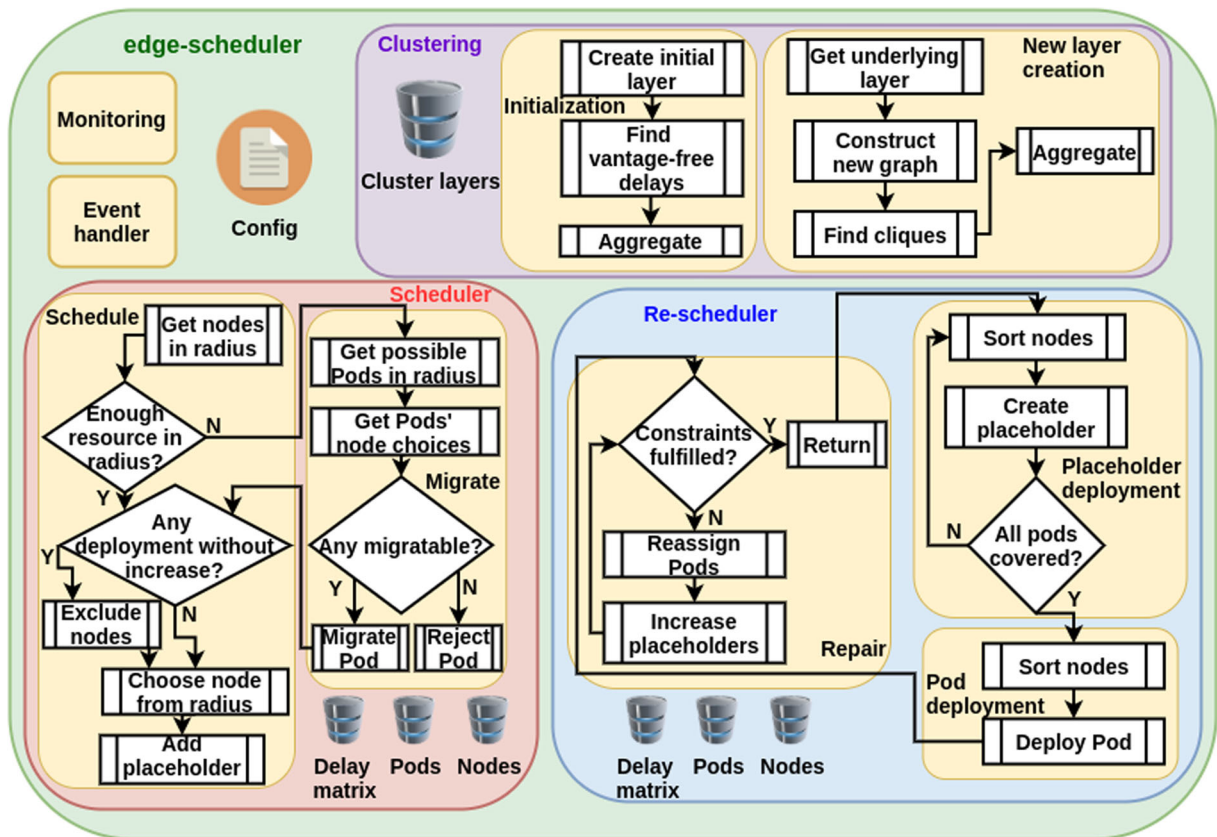 edge-scheduler
Monitoring
Event
handler
Config
Clustering
Cluster layers
Initialization
Create initial
layer
Find
vantage-free
delays
Aggregate
New layer
creation
Get underlying
layer
Construct
new graph
Find cliques
Aggregate
Scheduler
Schedule
Get nodes
in radius
Enough
resource in
radius?
N
Y
Any
deployment without
increase?
Y
N
Exclude
nodes
Choose node
from radius
Add
placeholder
Get possible
Pods in radius
Get Pods'
node choices
Migrate
Any migratable?
Y
N
Migrate
Pod
Reject
Pod
Delay
matrix
Pods
Nodes
Re-scheduler
Constraints
fulfilled?
Y
Return
N
Reassign
Pods
Increase
placeholders
Repair
Sort nodes
Create
placeholder
Placeholder
deployment
All pods
covered?
N
Y
Sort nodes
Pod
deployment
Deploy Pod
Delay
matrix
Pods
Nodes